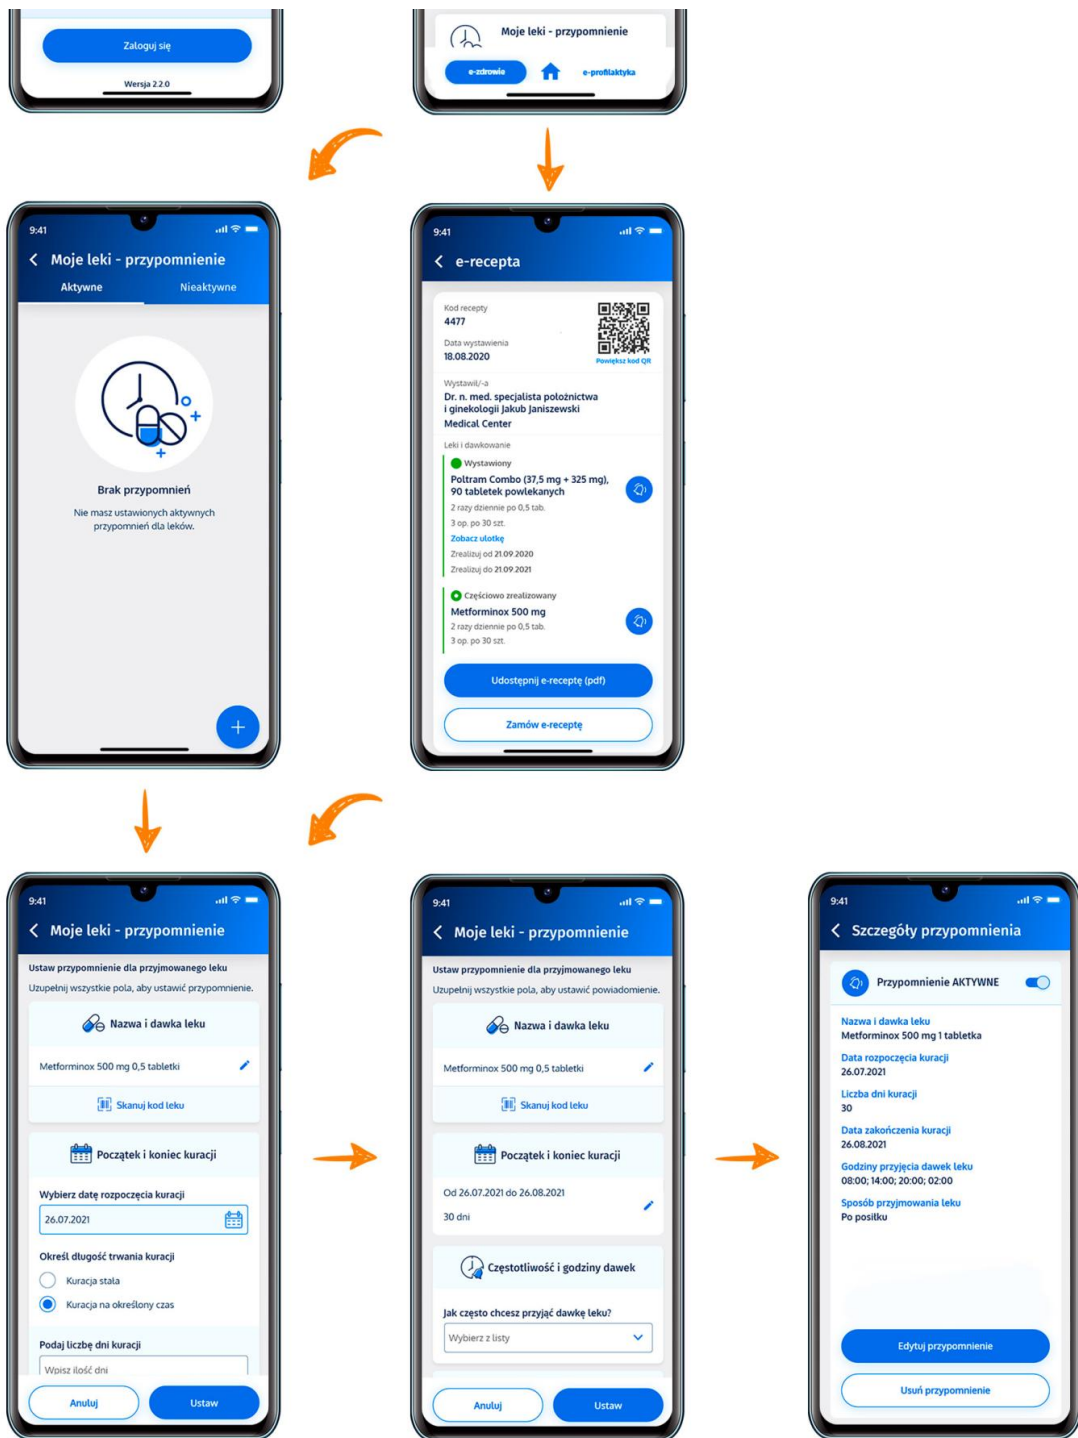 Zaloguj się
Wersja 2.2.0
Moje leki - przypomnienie
e-zdrowie
e-profilaktyka
9:41
Moje leki - przypomnienie
Aktywne
Nieaktywne
Brak przypomnień
Nie masz ustawionych aktywnych
przypomnień dla leków.
9:41
e-recepta
Kod recepty
4477
Data wystawienia
18.08.2020
Powiększ kod QR
Wystawił/-a
Dr. n. med. specjalista położnictwa
i ginekologii Jakub Janiszewski
Medical Center
Leki i dawkowanie
Wystawiony
Poltram Combo (37,5 mg + 325 mg),
90 tabletek powlekanych
2 razy dziennie po 0,5 tab.
3 op. po 30 szt.
Zobacz ulotkę
Zrealizuj od 21.09.2020
Zrealizuj do 21.09.2021
Częściowo zrealizowany
Metforminox 500 mg
2 razy dziennie po 0,5 tab.
3 op. po 30 szt.
Udostępnij e-receptę (pdf)
Zamów e-receptę
9:41
Moje leki - przypomnienie
Ustaw przypomnienie dla przyjmowanego leku
Uzupełnij wszystkie pola, aby ustawić przypomnienie.
Nazwa i dawka leku
Metforminox 500 mg 0,5 tabletki
Skanuj kod leku
Początek i koniec kuracji
Wybierz datę rozpoczęcia kuracji
26.07.2021
Określ długość trwania kuracji
Kuracja stała
Kuracja na określony czas
Podaj liczbę dni kuracji
Wpisz ilość dni
Anuluj
Ustaw
9:41
Moje leki - przypomnienie
Ustaw przypomnienie dla przyjmowanego leku
Uzupełnij wszystkie pola, aby ustawić powiadomienie.
Nazwa i dawka leku
Metforminox 500 mg 0,5 tabletki
Skanuj kod leku
Początek i koniec kuracji
Od 26.07.2021 do 26.08.2021
30 dni
Częstotliwość i godziny dawek
Jak często chcesz przyjąć dawkę leku?
Wybierz z listy
Anuluj
Ustaw
9:41
Szczegóły przypomnienia
Przypomnienie AKTYWNE
Nazwa i dawka leku
Metforminox 500 mg 1 tabletka
Data rozpoczęcia kuracji
26.07.2021
Liczba dni kuracji
30
Data zakończenia kuracji
26.08.2021
Godziny przyjęcia dawek leku
08:00; 14:00; 20:00; 02:00
Sposób przyjmowania leku
Po posiłku
Edytuj przypomnienie
Usuń przypomnienie